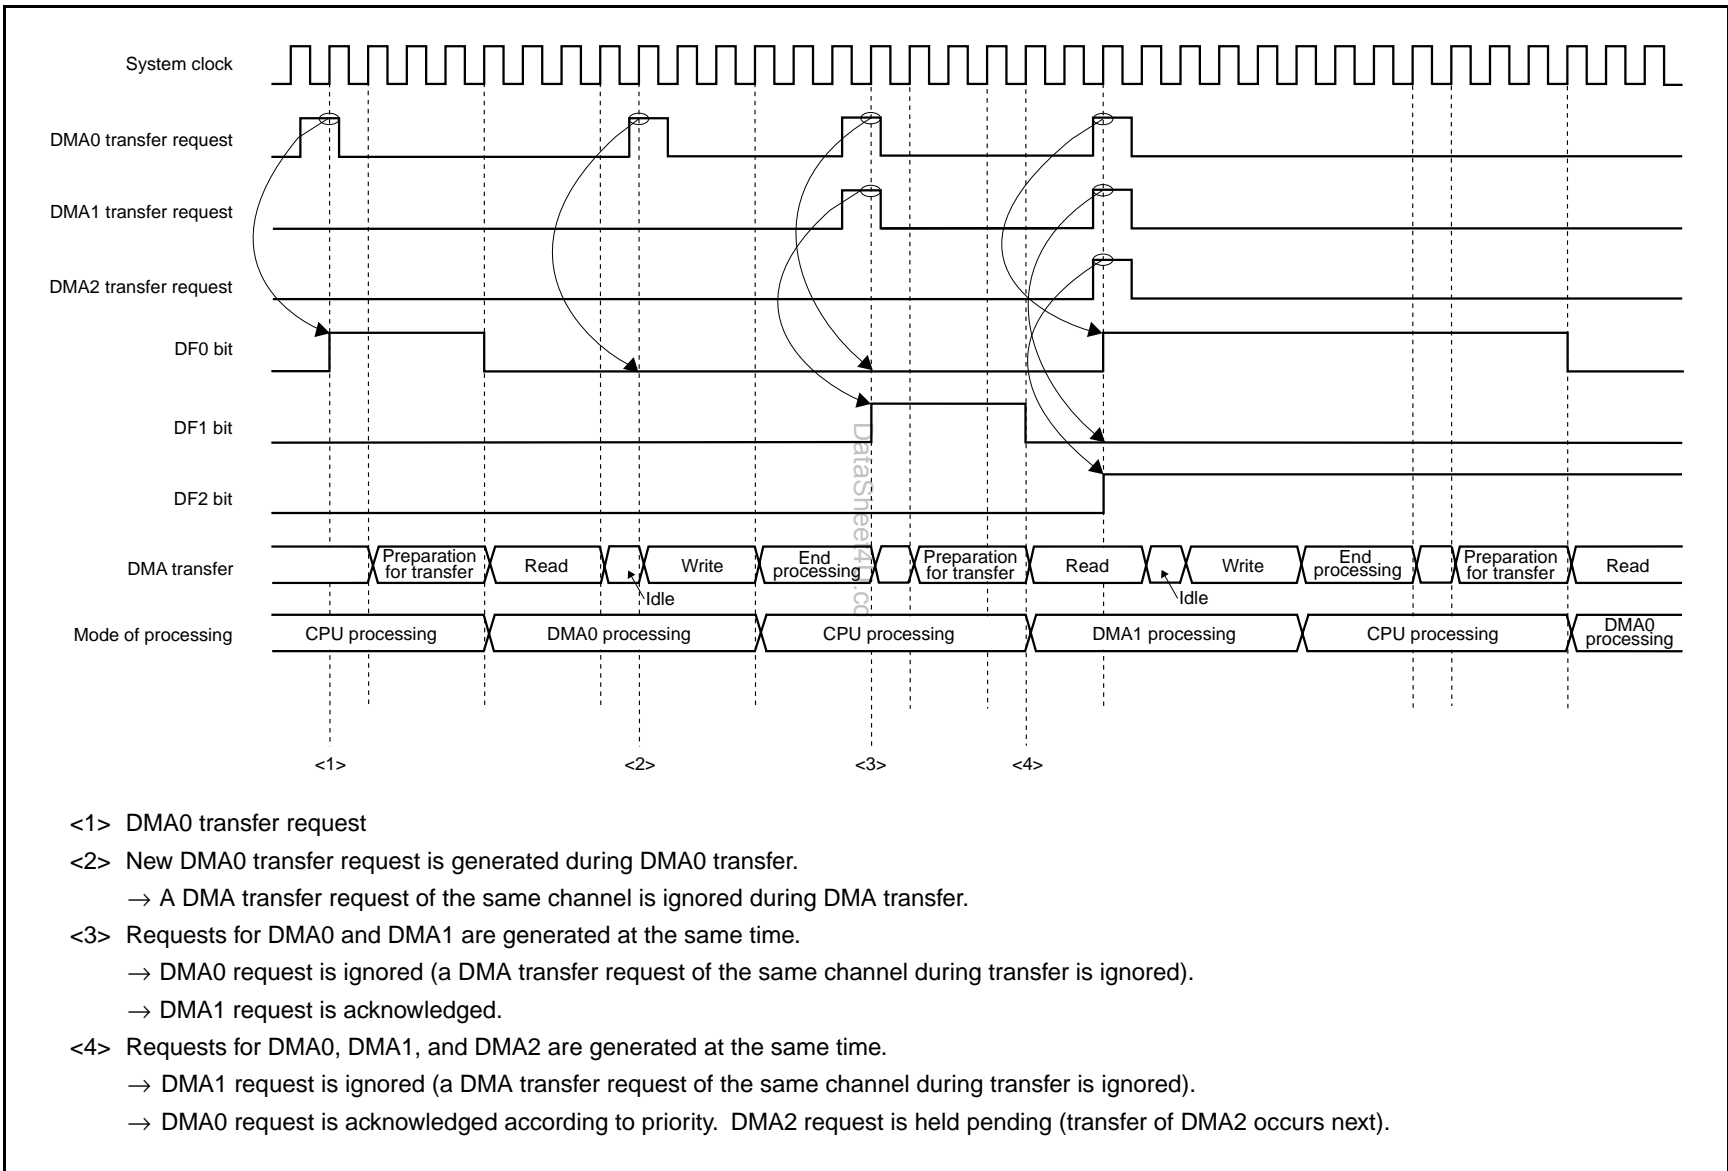 System clock
DMA0 transfer request
DMA1 transfer request
DMA2 transfer request
DF0 bit
DF1 bit
DF2 bit
DataSheet4U.co
DMA transfer
Preparation
for transfer
Read
Idle
Write
End
processing
Preparation
for transfer
Read
Idle
Write
End
processing
Preparation
for transfer
Read
Mode of processing
CPU processing
DMA0 processing
CPU processing
DMA1 processing
CPU processing
DMA0
processing
<1>
<2>
<3>
<4>
<1> DMA0 transfer request
<2> New DMA0 transfer request is generated during DMA0 transfer.
→ A DMA transfer request of the same channel is ignored during DMA transfer.
<3> Requests for DMA0 and DMA1 are generated at the same time.
→ DMA0 request is ignored (a DMA transfer request of the same channel during transfer is ignored).
→ DMA1 request is acknowledged.
<4> Requests for DMA0, DMA1, and DMA2 are generated at the same time.
→ DMA1 request is ignored (a DMA transfer request of the same channel during transfer is ignored).
→ DMA0 request is acknowledged according to priority. DMA2 request is held pending (transfer of DMA2 occurs next).